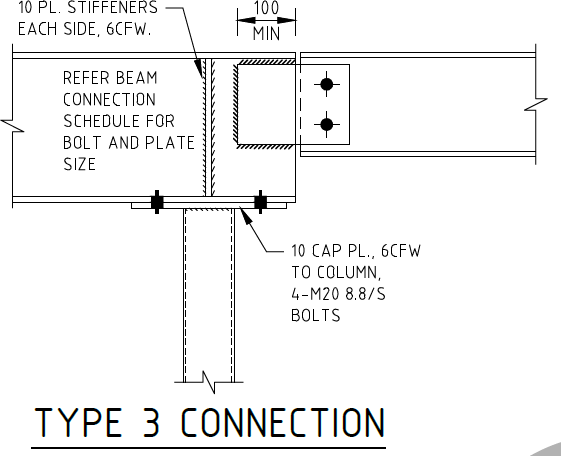 10 PL. STIFFENERS
EACH SIDE, 6CFW.
100
MIN
REFER BEAM
CONNECTION
SCHEDULE FOR
BOLT AND PLATE
SIZE
10 CAP PL., 6CFW
TO COLUMN,
4-M20 8.8/S
BOLTS
TYPE 3 CONNECTION